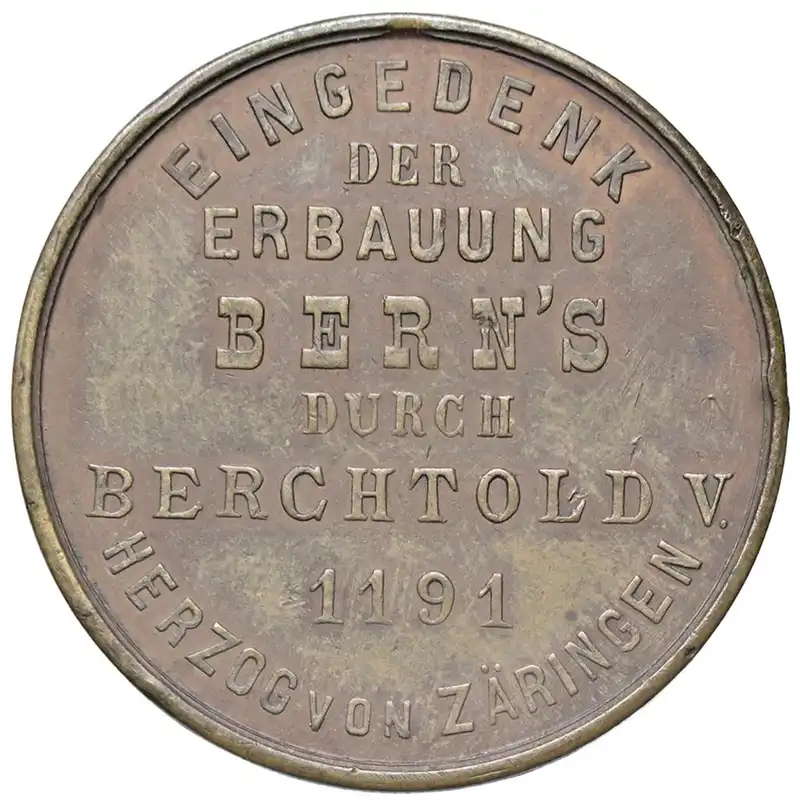 EINGEDENK
DER
ERBAUUNG
BERN'S
DURCH
BERCHTOLD V.
1191
HERZOG VON ZÄRINGEN